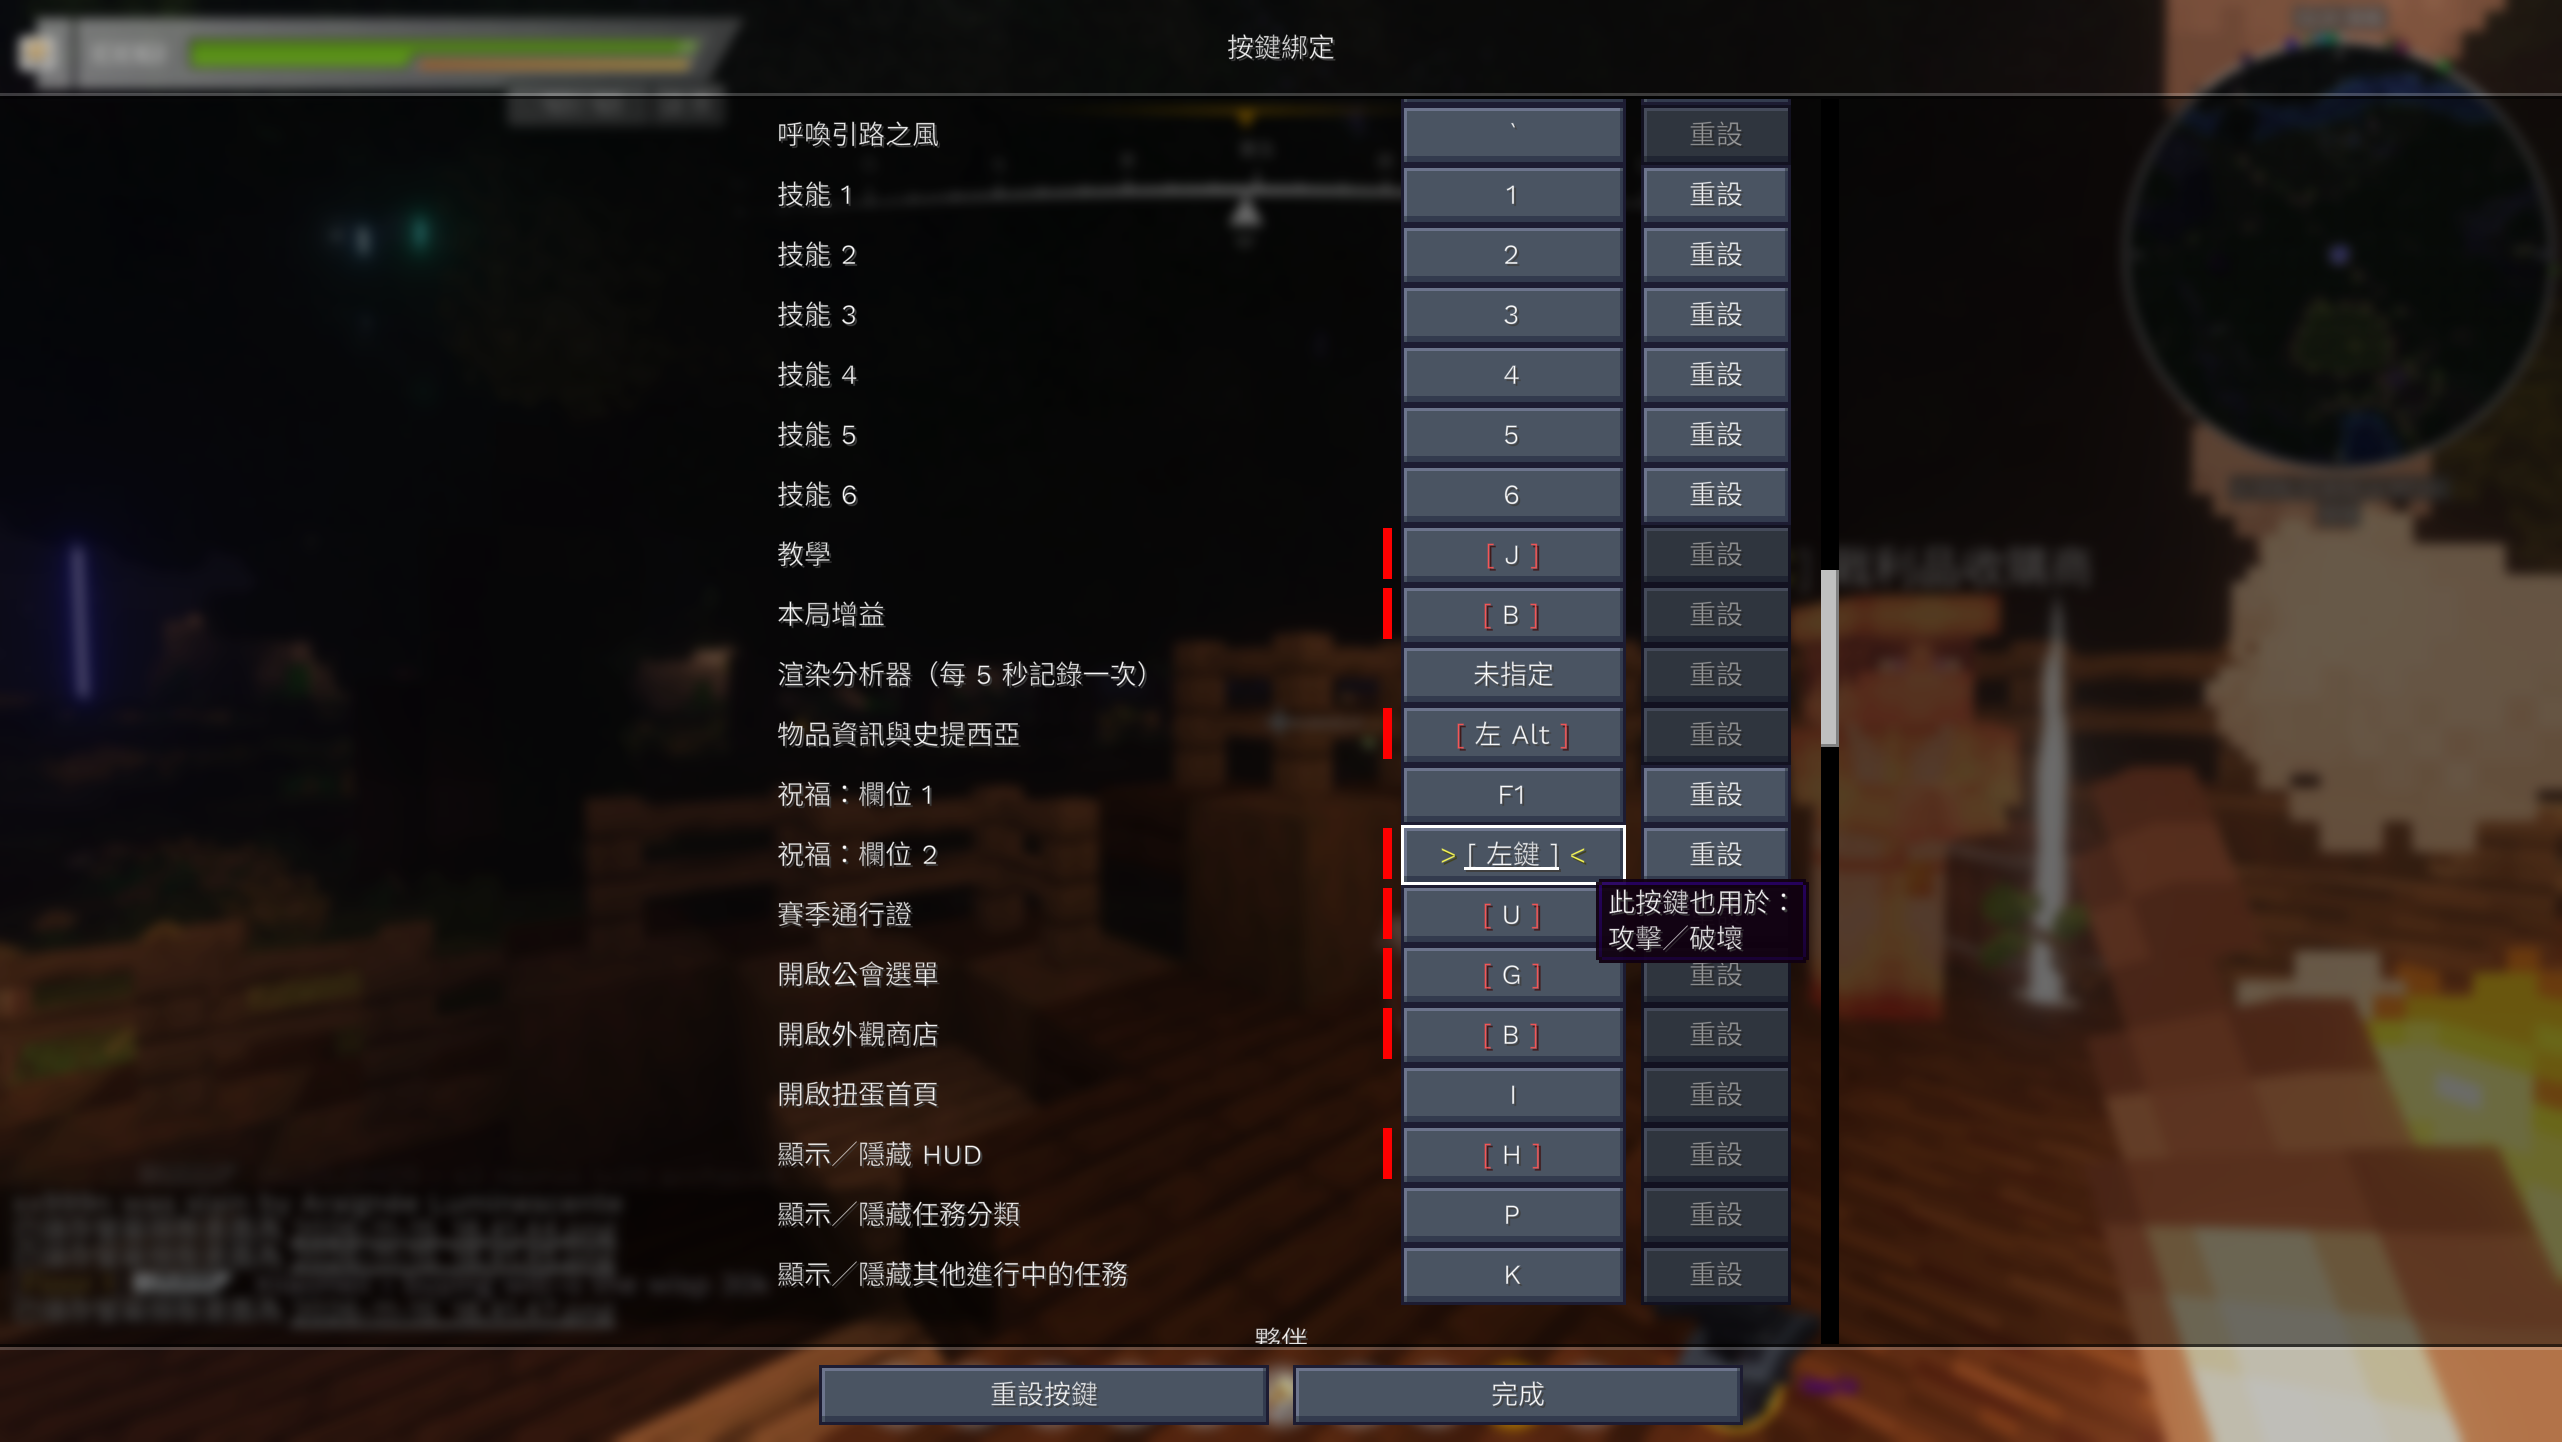 按鍵綁定
呼喚引路之風 ` 重設
技能 1 1 重設
技能 2 2 重設
技能 3 3 重設
技能 4 4 重設
技能 5 5 重設
技能 6 6 重設
教學 [ J ] 重設
本局增益 [ B ] 重設
渲染分析器（每 5 秒記錄一次） 未指定 重設
物品資訊與史提西亞 [ 左 Alt ] 重設
祝福：欄位 1 F1 重設
祝福：欄位 2 > [ 左鍵 ] < 重設
賽季通行證 [ U ]
此按鍵也用於：
攻擊／破壞
開啟公會選單 [ G ] 重設
開啟外觀商店 [ B ] 重設
開啟扭蛋首頁 I 重設
顯示／隱藏 HUD [ H ] 重設
顯示／隱藏任務分類 P 重設
顯示／隱藏其他進行中的任務 K 重設
夥伴
重設按鍵 完成